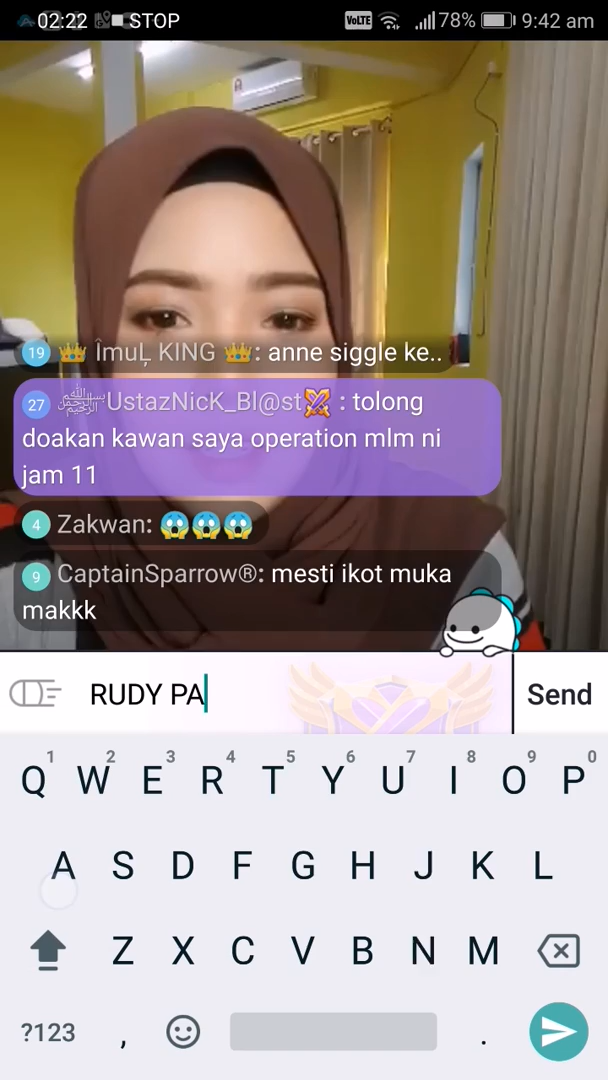 02:22 STOP VoLTE 78% 9:42 am
19 👑 ÎmuĻ KING 👑: anne siggle ke..
27 ﷽UstazNicK_Bl@st⚔️ : tolong
doakan kawan saya operation mlm ni
jam 11
4 Zakwan: 😱😱😱
9 CaptainSparrow®: mesti ikot muka
makkk
RUDY PA Send
1 2 3 4 5 6 7 8 9 0
Q W E R T Y U I O P
A S D F G H J K L
Z X C V B N M
?123 , .